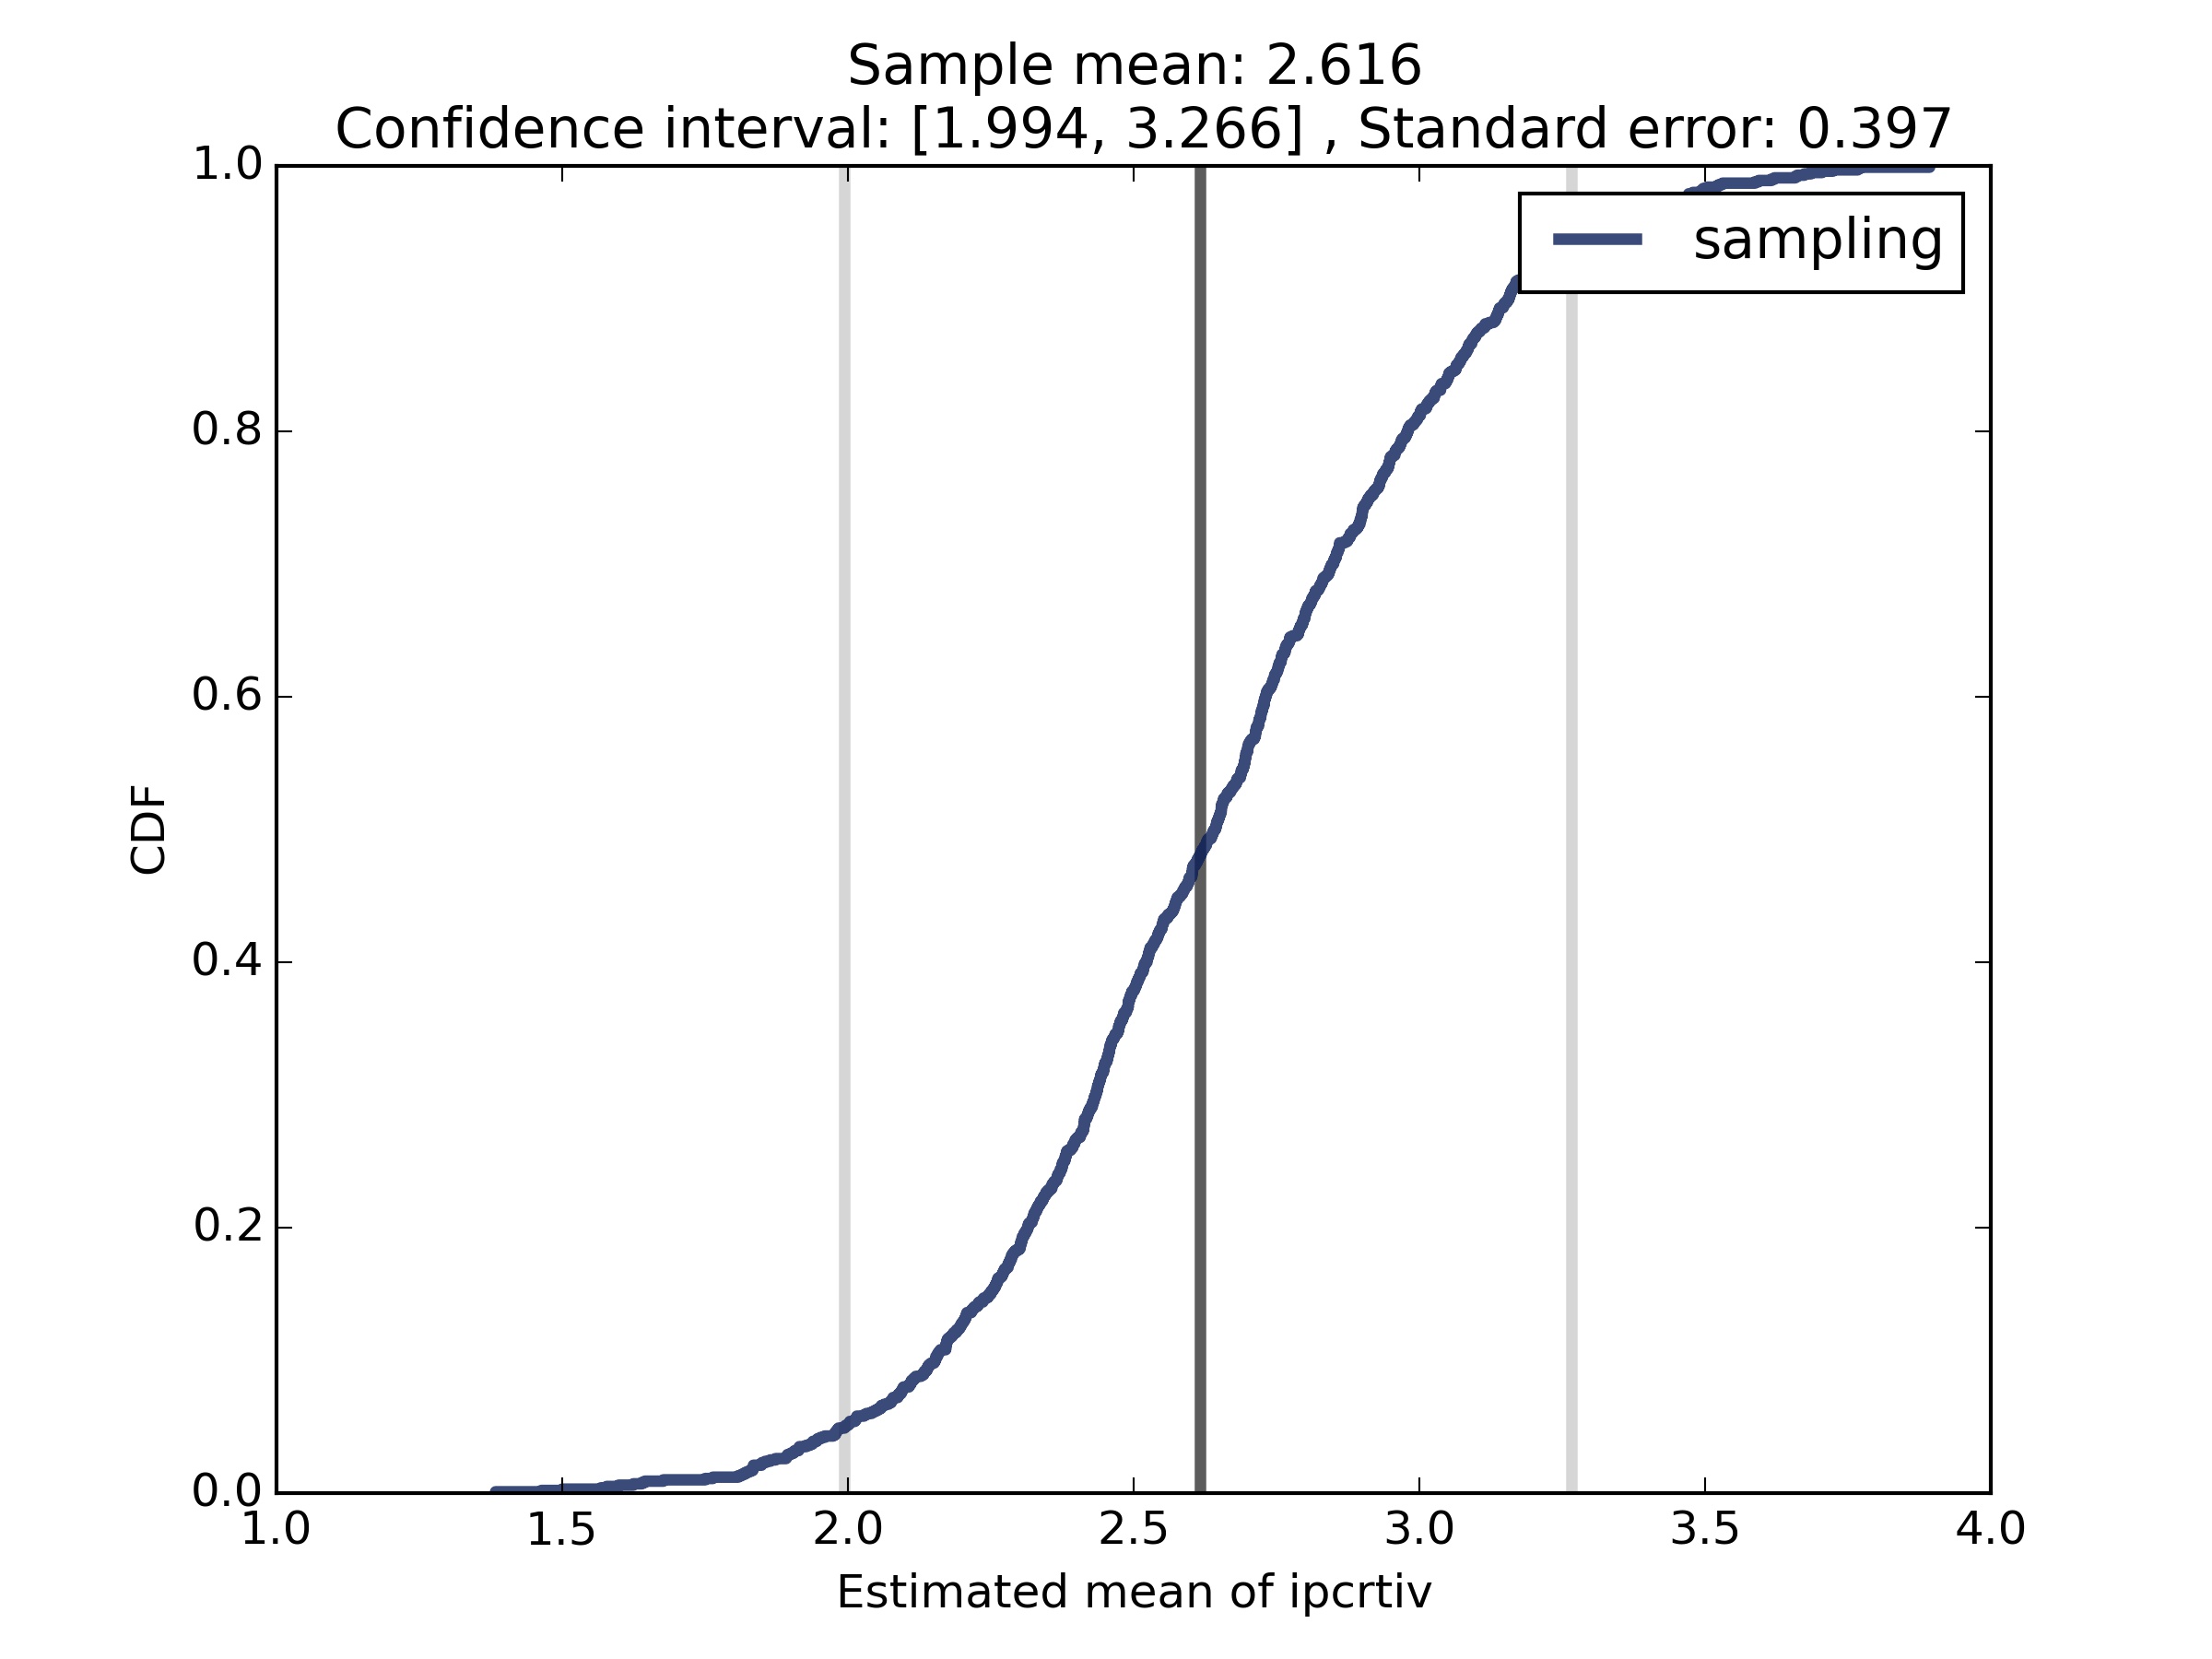 Sample mean: 2.616
Confidence interval: [1.994, 3.266] , Standard error: 0.397
1.0
sampling
0.8
0.6
CDF
0.4
0.2
0.0
1.0 1.5 2.0 2.5 3.0 3.5 4.0
Estimated mean of ipcrtiv